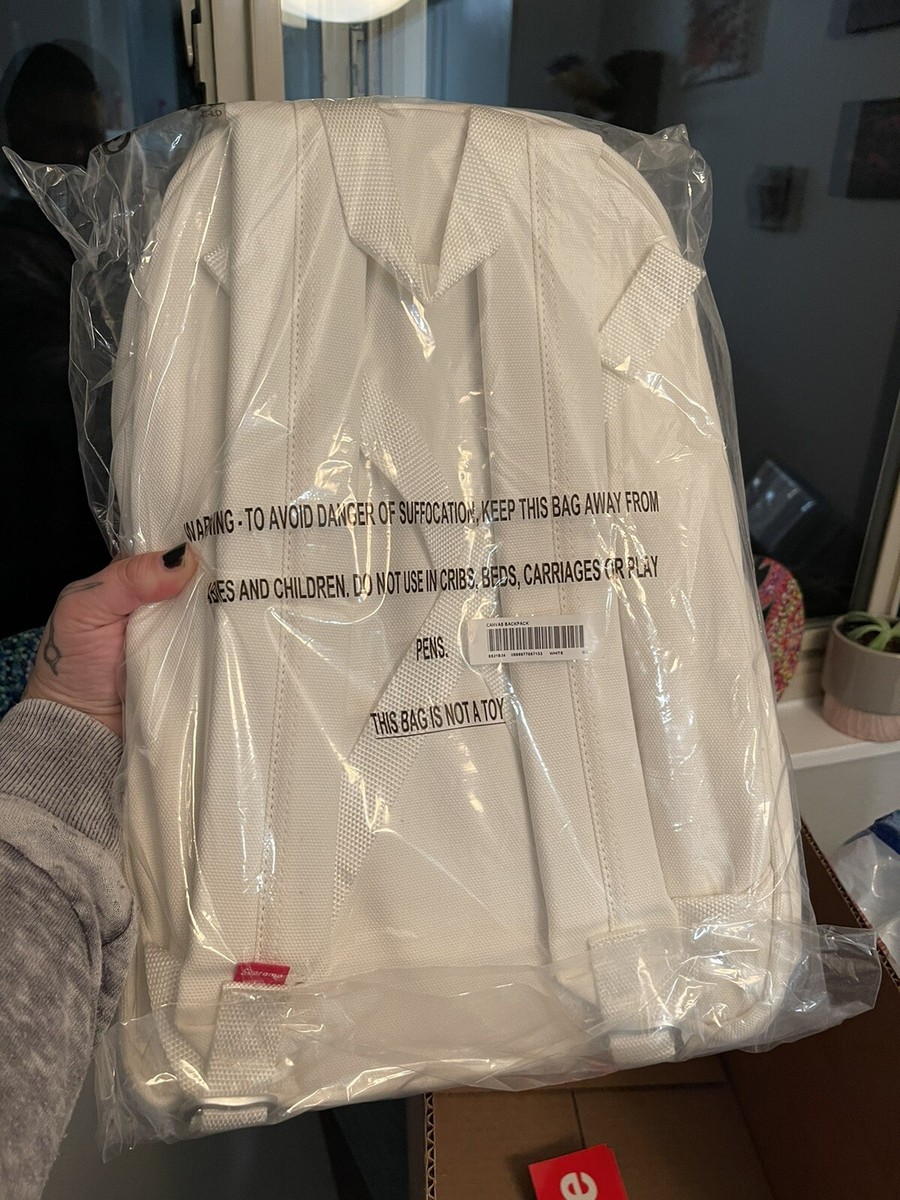 WARNING - TO AVOID DANGER OF SUFFOCATION, KEEP THIS BAG AWAY FROM
BIES AND CHILDREN. DO NOT USE IN CRIBS, BEDS, CARRIAGES OR PLAY
PENS.
CANVAS BACKPACK
WHITE
THIS BAG IS NOT A TOY
Supreme
e